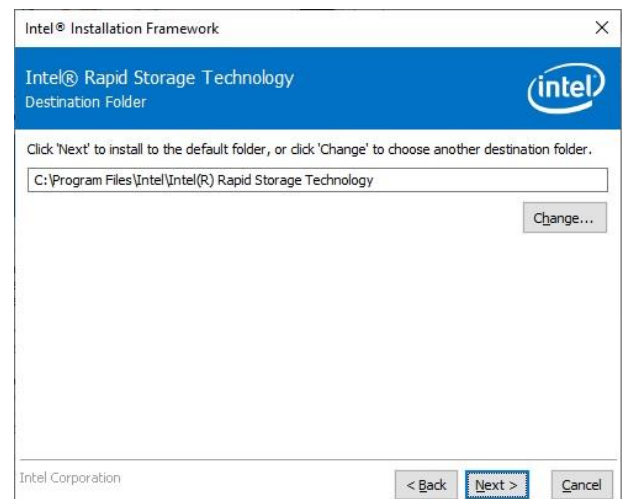 Intel® Installation Framework
Intel® Rapid Storage Technology
Destination Folder
intel
Click 'Next' to install to the default folder, or click 'Change' to choose another destination folder.
C:\Program Files\Intel\Intel(R) Rapid Storage Technology
Change...
Intel Corporation
< Back Next > Cancel